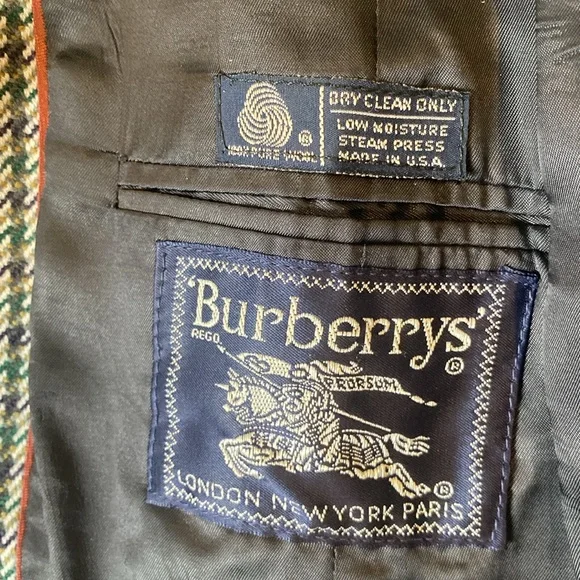 DRY CLEAN ONLY
LOW MOISTURE
STEAM PRESS
MADE IN U.S.A.
®
100% PURE WOOL
'Burberrys'
®
REGD.
PRORSUM
®
LONDON NEW YORK PARIS